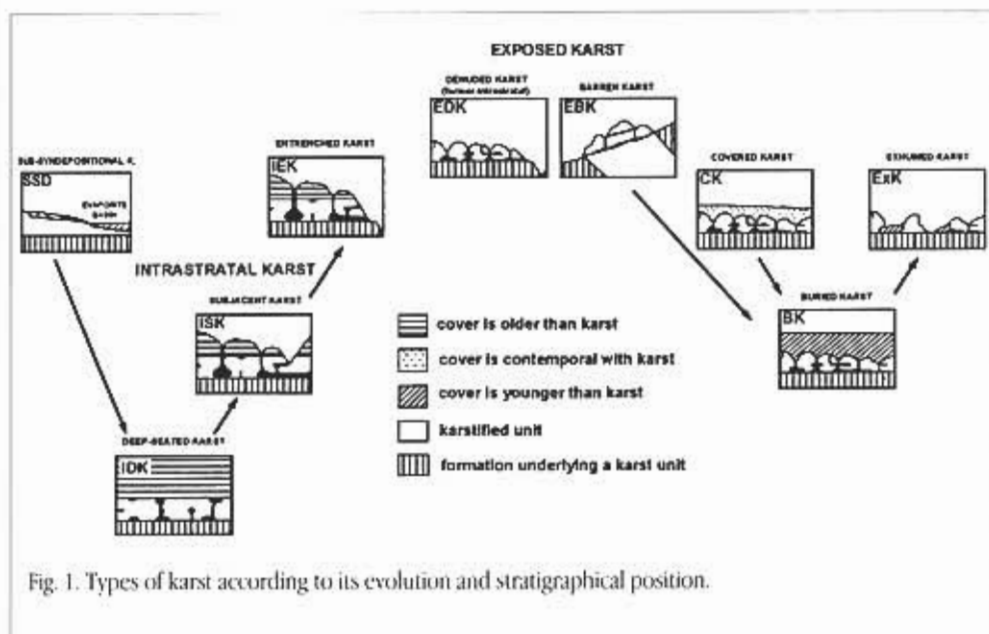 EXPOSED KARST
DENUDED KARST
(former intrastratal)
EDK
BARREN KARST
EBK
ENTRENCHED KARST
IEK
COVERED KARST
CK
EXHUMED KARST
ExK
SUB-SYNDEPOSITIONAL K.
SSD
EVAPORITE
BASIN
INTRASTRATAL KARST
SUBJACENT KARST
ISK
BURIED KARST
BK
DEEP-SEATED KARST
IDK
cover is older than karst
cover is contemporal with karst
cover is younger than karst
karstified unit
formation underlying a karst unit
Fig. 1. Types of karst according to its evolution and stratigraphical position.